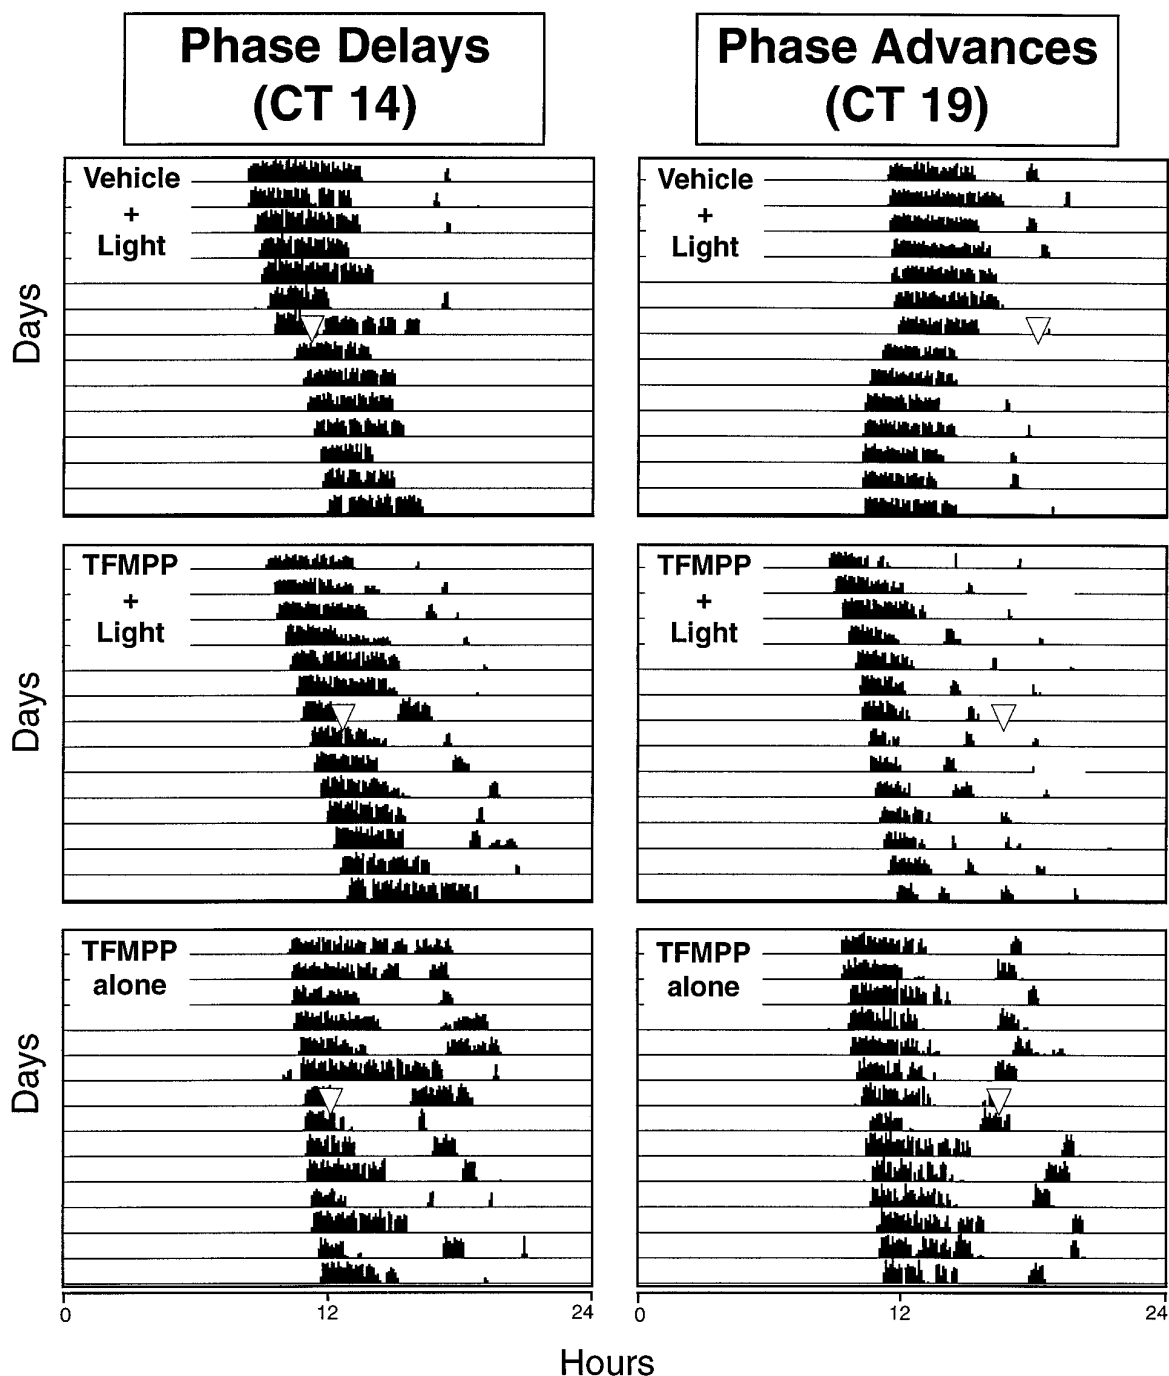 Phase Delays
(CT 14)
Phase Advances
(CT 19)
Vehicle
+
Light
Vehicle
+
Light
Days
TFMPP
+
Light
TFMPP
+
Light
Days
TFMPP
alone
TFMPP
alone
Days
0 12 24
0 12 24
Hours